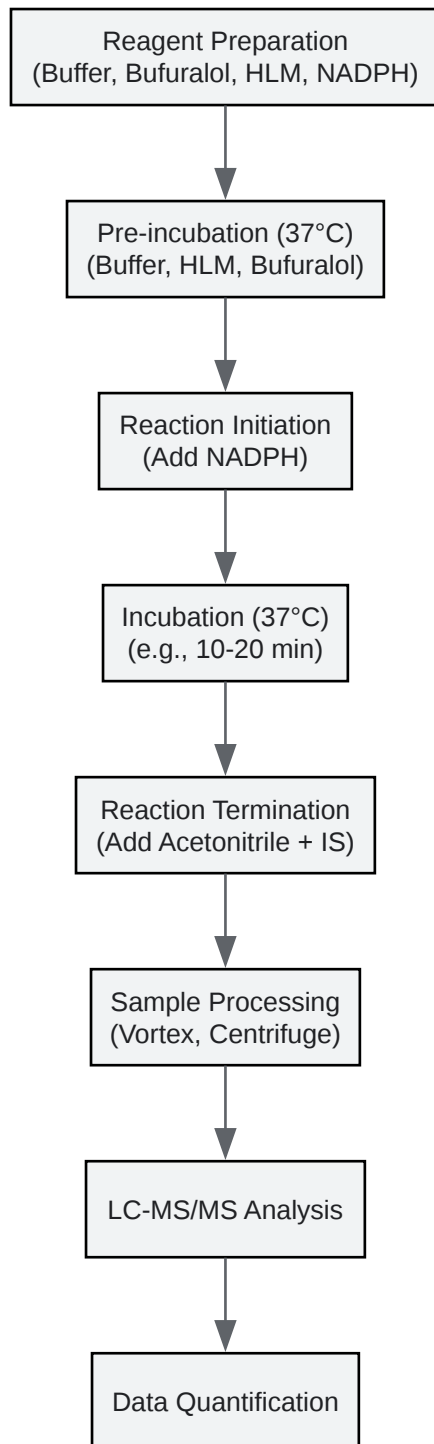 Reagent Preparation
(Buffer, Bufuralol, HLM, NADPH)
Pre-incubation (37°C)
(Buffer, HLM, Bufuralol)
Reaction Initiation
(Add NADPH)
Incubation (37°C)
(e.g., 10-20 min)
Reaction Termination
(Add Acetonitrile + IS)
Sample Processing
(Vortex, Centrifuge)
LC-MS/MS Analysis
Data Quantification